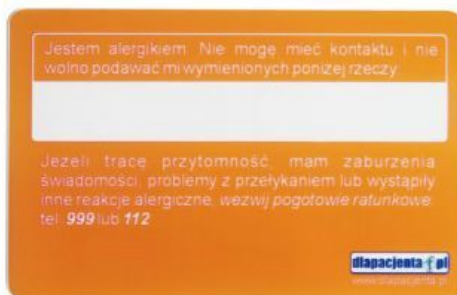 Jestem alergikiem. Nie mogę mieć kontaktu i nie
wolno podawać mi wymienionych poniżej rzeczy:
Jeżeli tracę przytomność, mam zaburzenia
świadomości, problemy z przełykaniem lub wystąpiły
inne reakcje alergiczne, wezwij pogotowie ratunkowe
tel. 999 lub 112
dlapacjenta.pl
www.dlapacjenta.pl